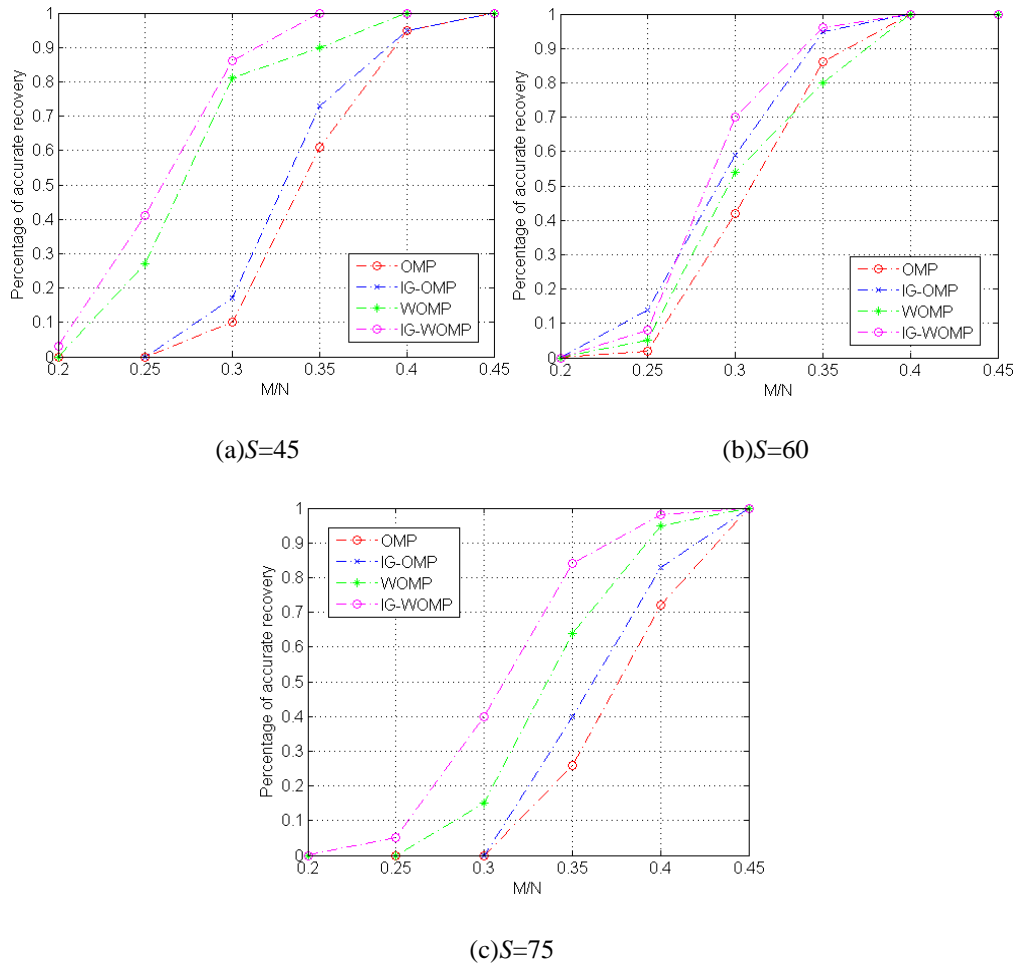 1
0.9
0.8
0.7
0.6
0.5
0.4
0.3
0.2
0.1
0
Percentage of accurate recovery
0.2 0.25 0.3 0.35 0.4 0.45
M/N
OMP
IG-OMP
WOMP
IG-WOMP
(a)S=45
1
0.9
0.8
0.7
0.6
0.5
0.4
0.3
0.2
0.1
0
Percentage of accurate recovery
0.2 0.25 0.3 0.35 0.4 0.45
M/N
OMP
IG-OMP
WOMP
IG-WOMP
(b)S=60
1
0.9
0.8
0.7
0.6
0.5
0.4
0.3
0.2
0.1
0
Percentage of accurate recovery
0.2 0.25 0.3 0.35 0.4 0.45
M/N
OMP
IG-OMP
WOMP
IG-WOMP
(c)S=75